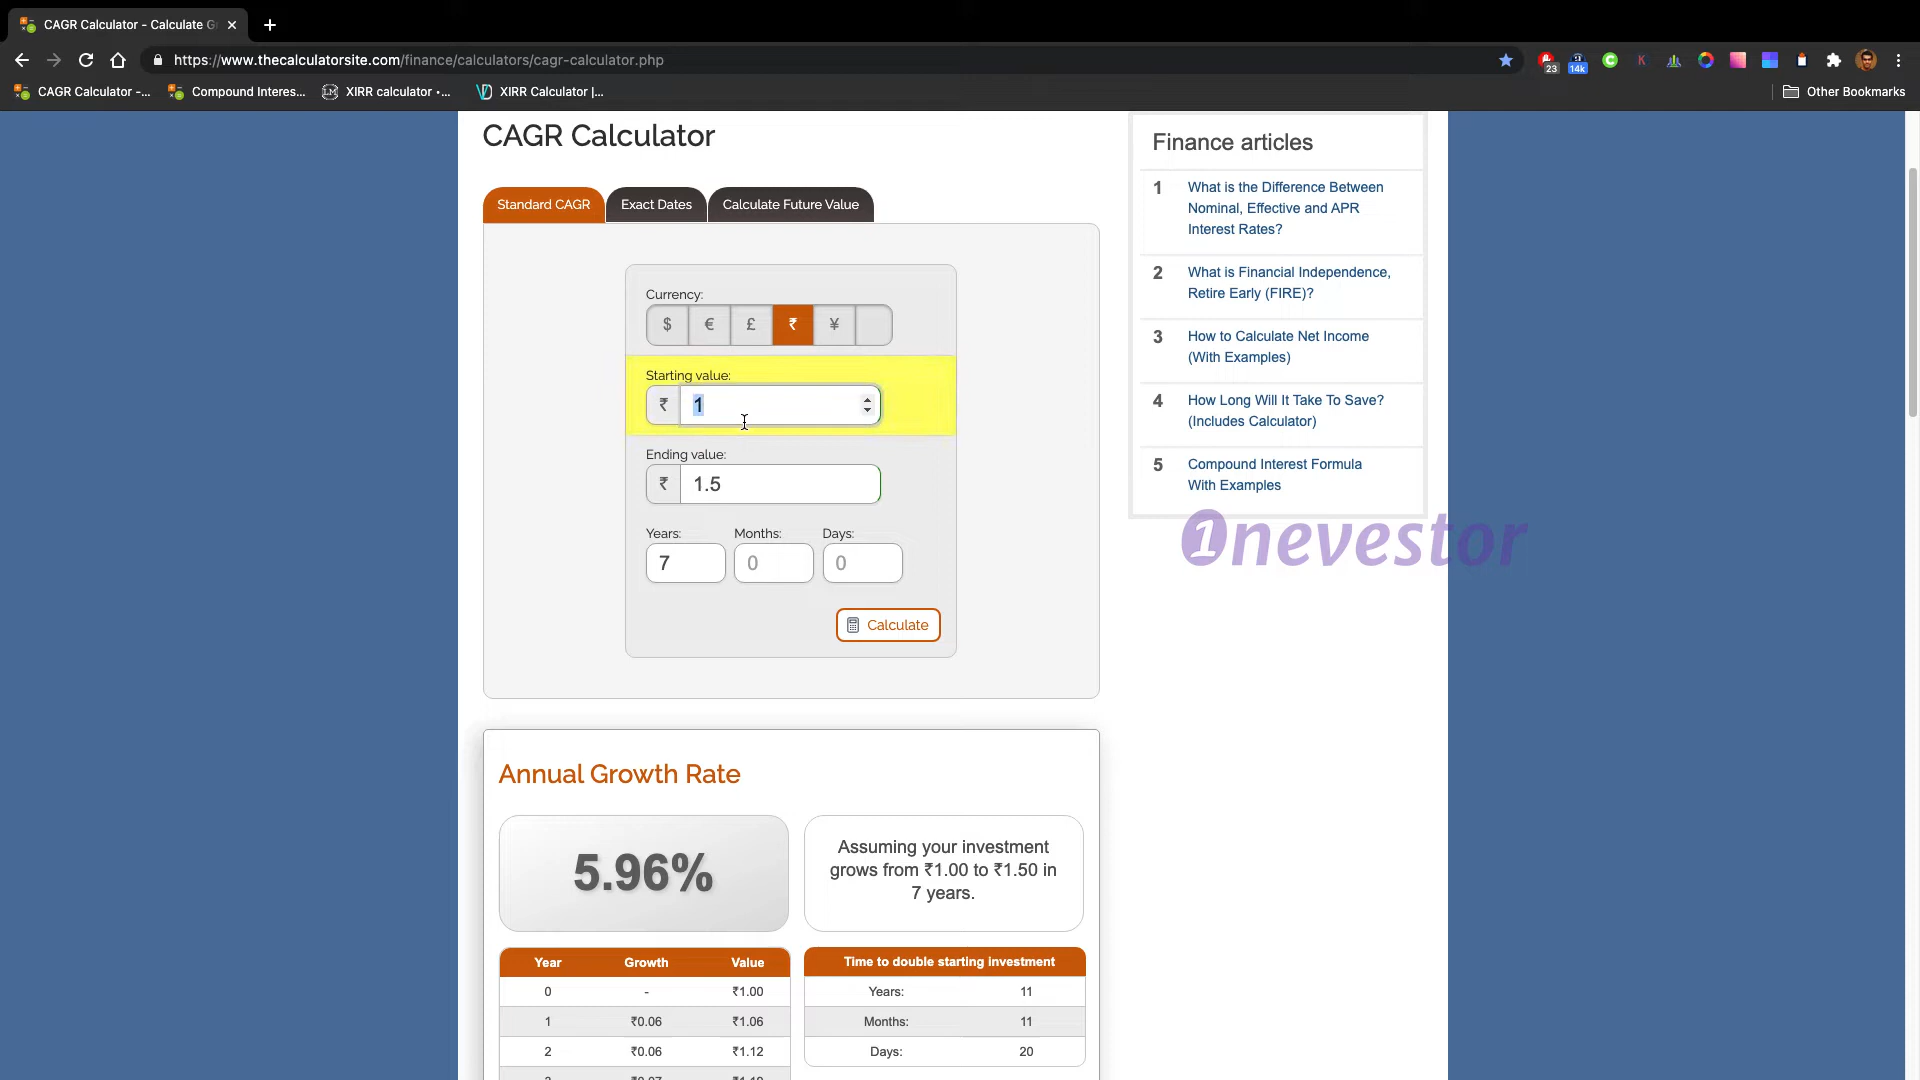 CAGR Calculator - Calculate G
https://www.thecalculatorsite.com/finance/calculators/cagr-calculator.php
23
14k
K
CAGR Calculator -...
Compound Interes...
LM
XIRR calculator •...
XIRR Calculator |...
Other Bookmarks
CAGR Calculator
Standard CAGR
Exact Dates
Calculate Future Value
Currency:
$
€
£
₹
¥
Starting value:
₹ 1
Ending value:
₹ 1.5
Years:
Months:
Days:
7
0
0
Calculate
Finance articles
1 What is the Difference Between
Nominal, Effective and APR
Interest Rates?
2 What is Financial Independence,
Retire Early (FIRE)?
3 How to Calculate Net Income
(With Examples)
4 How Long Will It Take To Save?
(Includes Calculator)
5 Compound Interest Formula
With Examples
1nevestor
Annual Growth Rate
5.96%
Assuming your investment
grows from ₹1.00 to ₹1.50 in
7 years.
Year Growth Value
0 - ₹1.00
1 ₹0.06 ₹1.06
2 ₹0.06 ₹1.12
Time to double starting investment
Years: 11
Months: 11
Days: 20